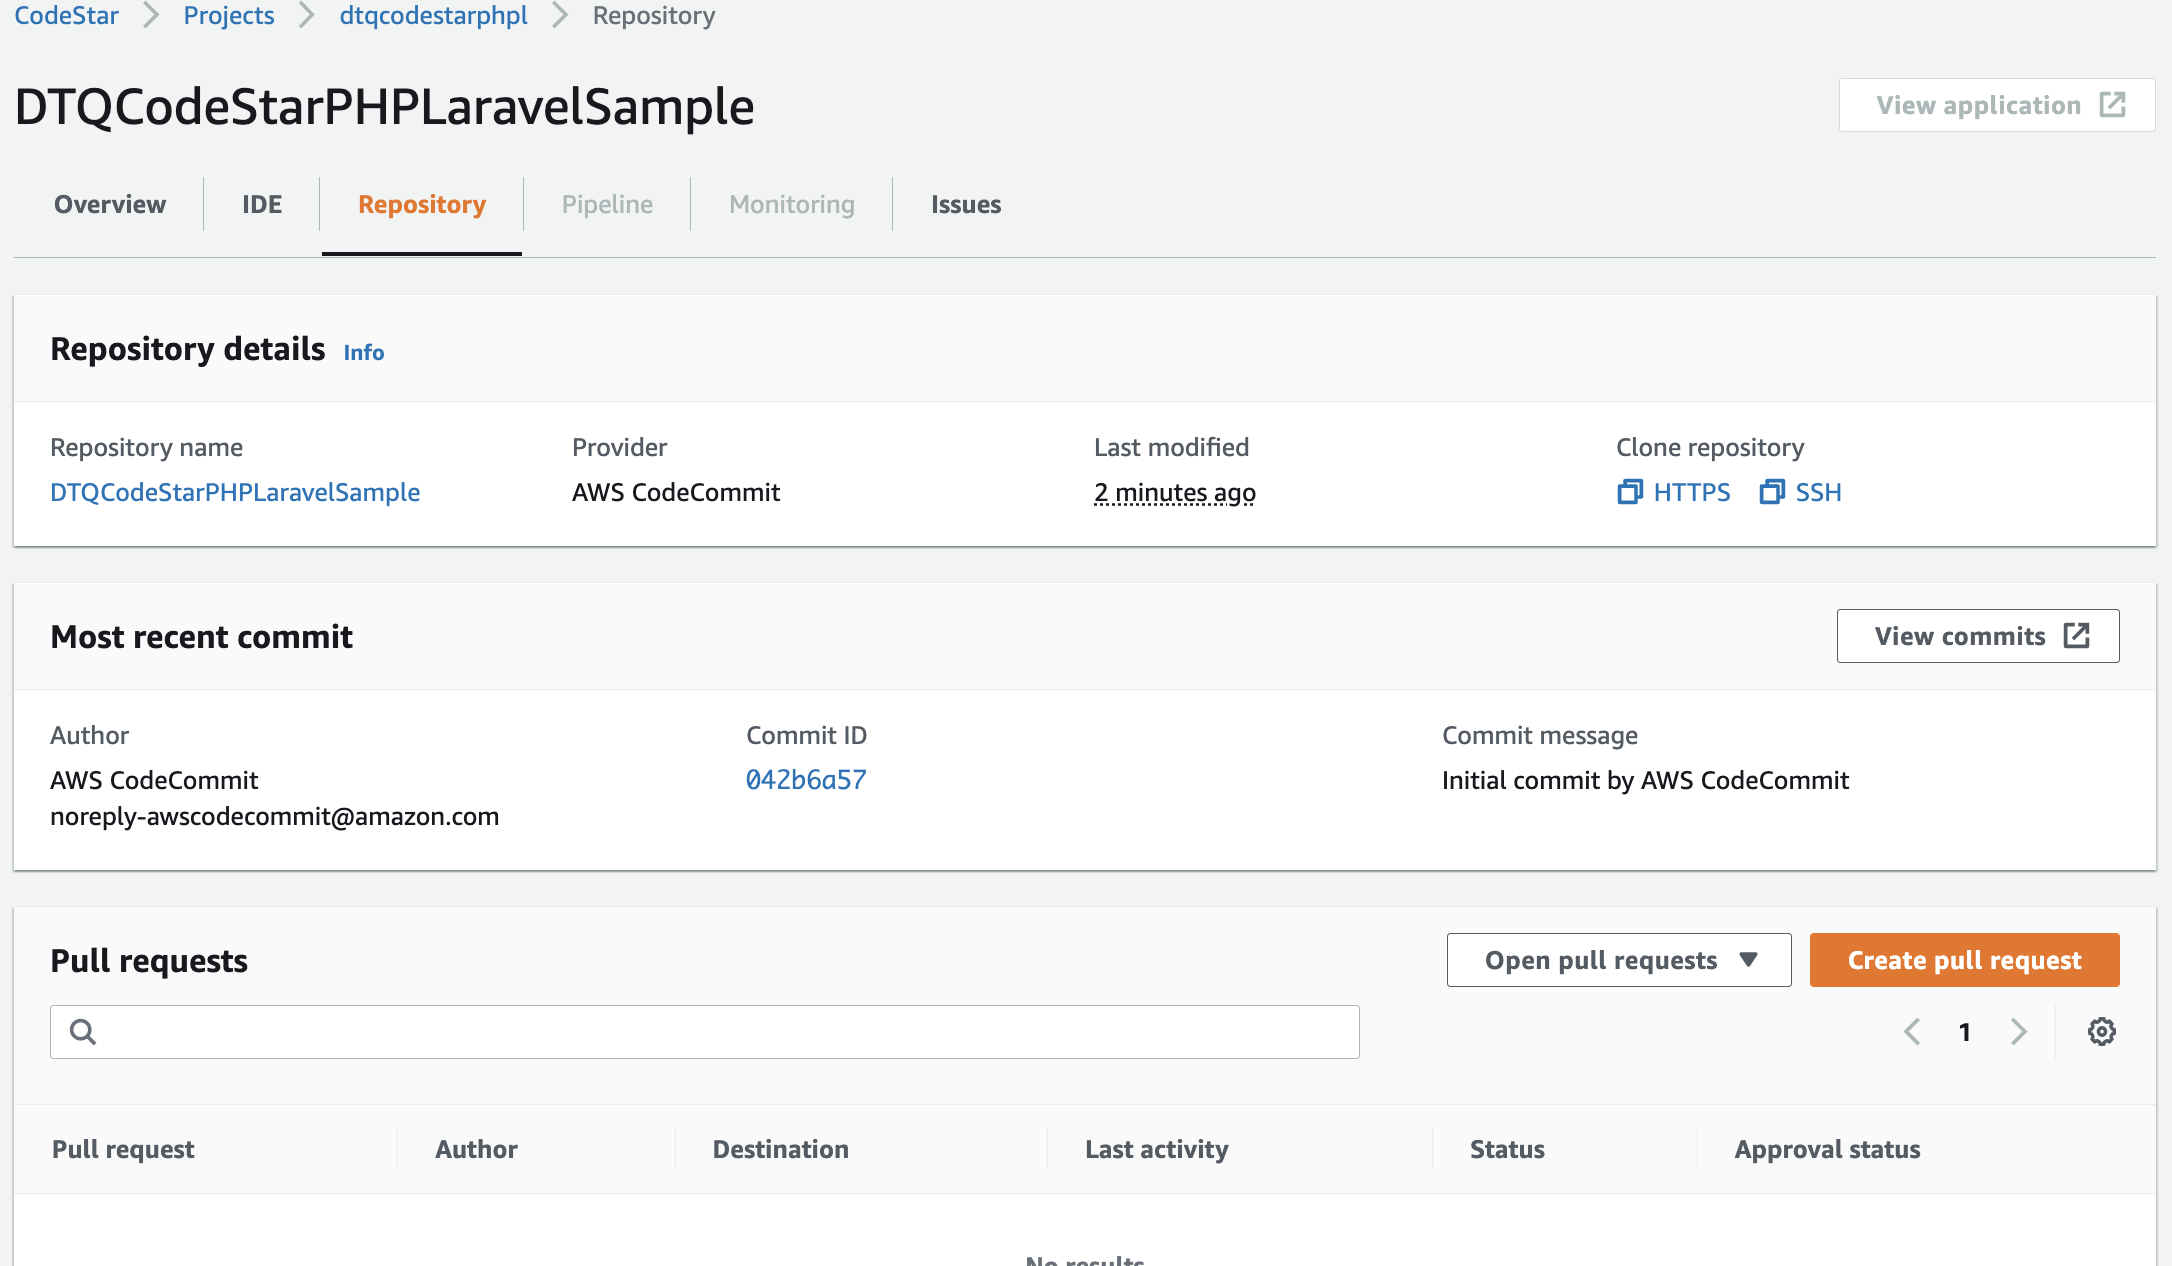 CodeStar Projects dtqcodestarphpl Repository
DTQCodeStarPHPLaravelSample
View application
Overview IDE Repository Pipeline Monitoring Issues
Repository details Info
Repository name Provider Last modified Clone repository
DTQCodeStarPHPLaravelSample AWS CodeCommit 2 minutes ago HTTPS SSH
Most recent commit View commits
Author Commit ID Commit message
AWS CodeCommit 042b6a57 Initial commit by AWS CodeCommit
noreply-awscodecommit@amazon.com
Pull requests Open pull requests Create pull request
1
Pull request Author Destination Last activity Status Approval status
No results